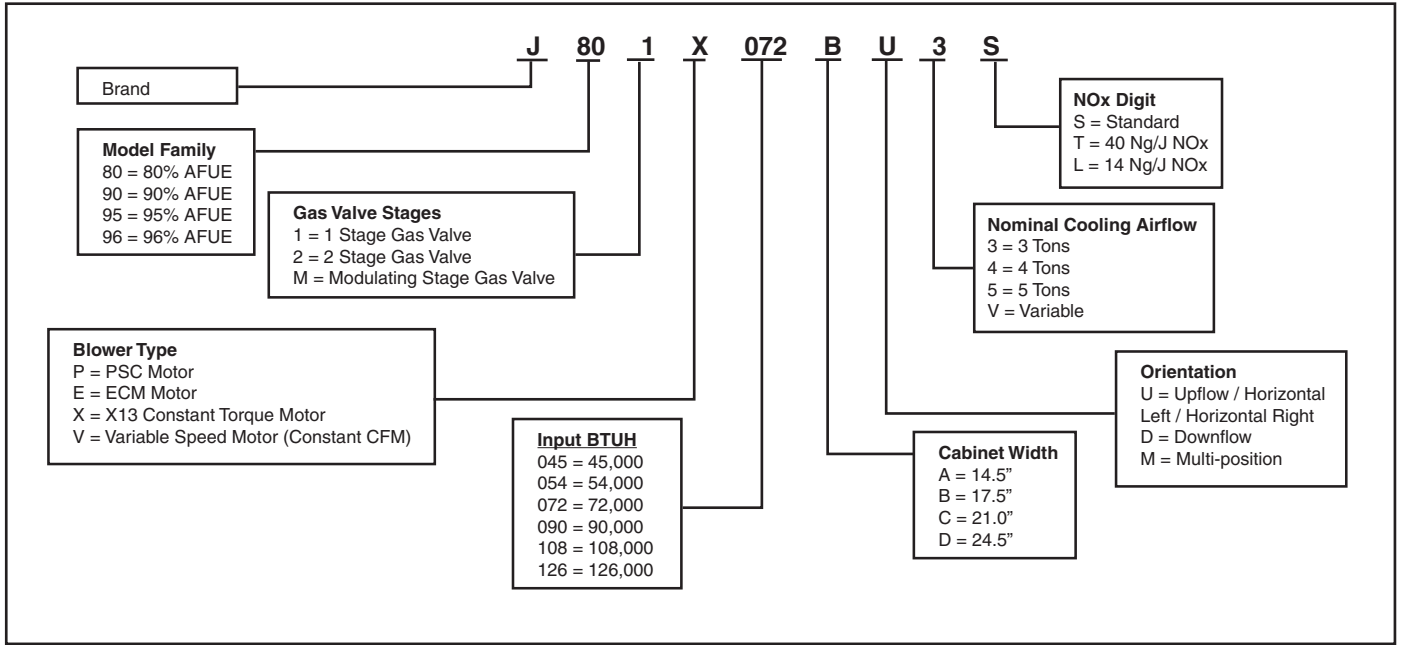 J 80 1 X 072 B U 3 S
Brand
Model Family
80 = 80% AFUE
90 = 90% AFUE
95 = 95% AFUE
96 = 96% AFUE
Gas Valve Stages
1 = 1 Stage Gas Valve
2 = 2 Stage Gas Valve
M = Modulating Stage Gas Valve
Blower Type
P = PSC Motor
E = ECM Motor
X = X13 Constant Torque Motor
V = Variable Speed Motor (Constant CFM)
Input BTUH
045 = 45,000
054 = 54,000
072 = 72,000
090 = 90,000
108 = 108,000
126 = 126,000
Cabinet Width
A = 14.5”
B = 17.5”
C = 21.0”
D = 24.5”
Orientation
U = Upflow / Horizontal
Left / Horizontal Right
D = Downflow
M = Multi-position
Nominal Cooling Airflow
3 = 3 Tons
4 = 4 Tons
5 = 5 Tons
V = Variable
NOx Digit
S = Standard
T = 40 Ng/J NOx
L = 14 Ng/J NOx